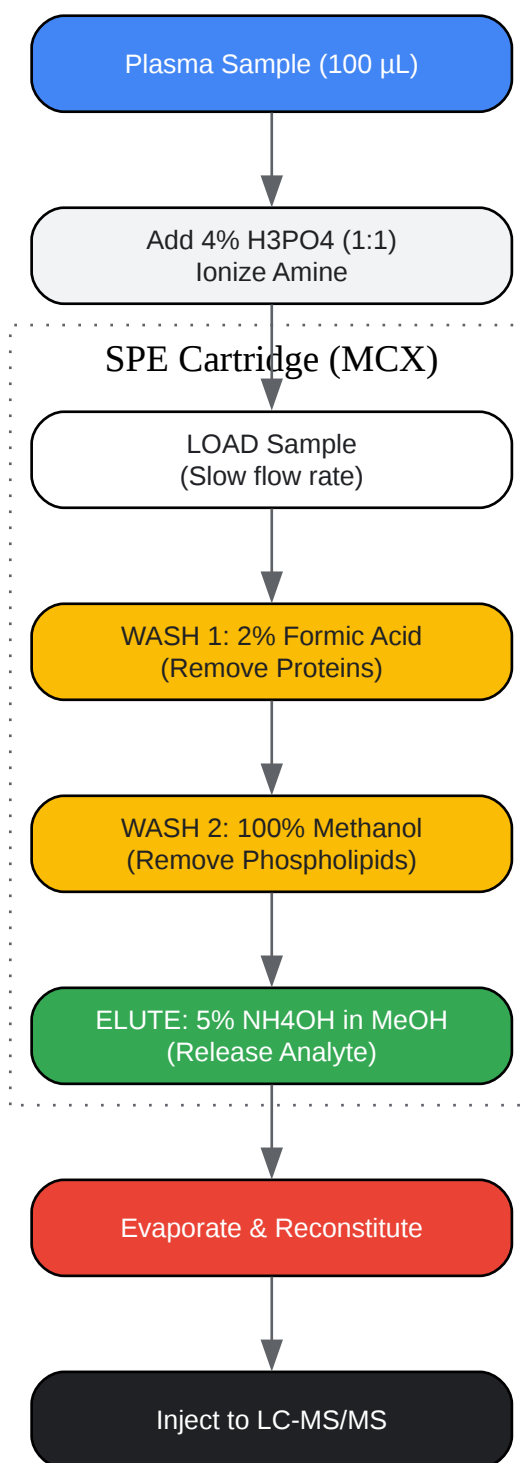 Plasma Sample (100 µL)
Add 4% H3PO4 (1:1)
Ionize Amine
SPE Cartridge (MCX)
LOAD Sample
(Slow flow rate)
WASH 1: 2% Formic Acid
(Remove Proteins)
WASH 2: 100% Methanol
(Remove Phospholipids)
ELUTE: 5% NH4OH in MeOH
(Release Analyte)
Evaporate & Reconstitute
Inject to LC-MS/MS